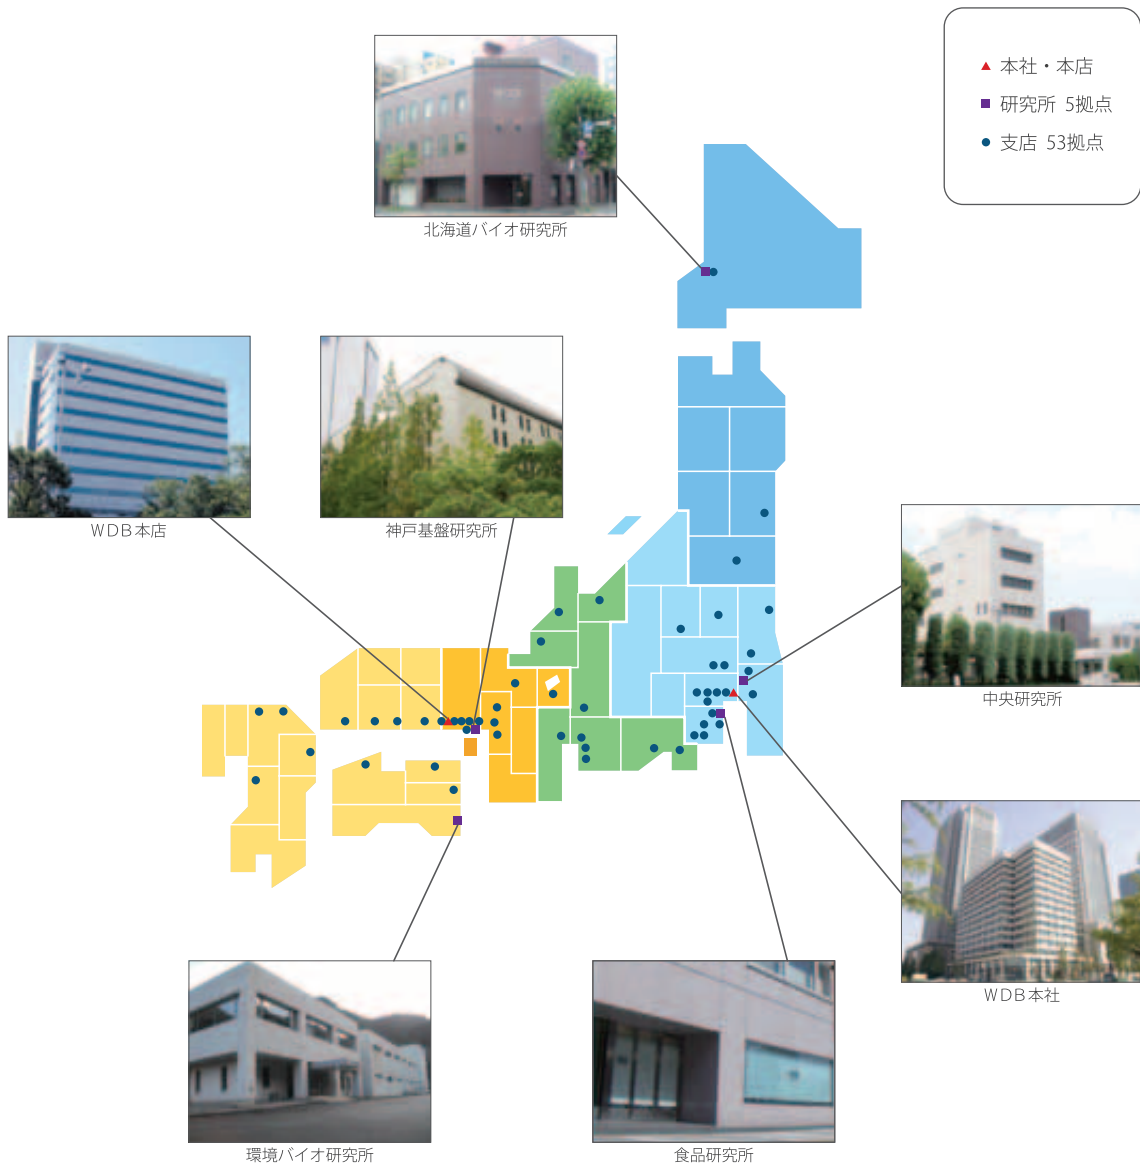 本社・本店
研究所 5拠点
支店 53拠点
北海道バイオ研究所
WDB本店
神戸基盤研究所
中央研究所
WDB本社
環境バイオ研究所
食品研究所